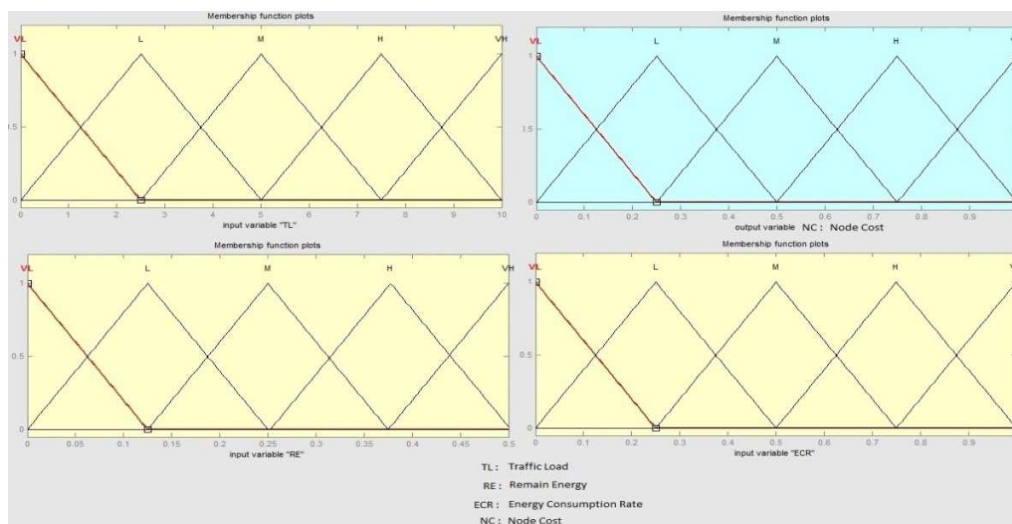 Membership function plots
VL L M H VH
1
0.5
0
0 1 2 3 4 5 6 7 8 9 10
input variable "TL"
Membership function plots
VL L M H V
1
3.5
0
0 0.1 0.2 0.3 0.4 0.5 0.6 0.7 0.8 0.9
output variable NC : Node Cost
Membership function plots
VL L M H VH
1
0.5
0
0 0.05 0.1 0.15 0.2 0.25 0.3 0.35 0.4 0.45 0.5
input variable "RE"
Membership function plots
VL L M H V
1
0.5
0
0 0.1 0.2 0.3 0.4 0.5 0.6 0.7 0.8 0.9
input variable "ECR"
TL : Traffic Load
RE : Remain Energy
ECR : Energy Consumption Rate
NC : Node Cost